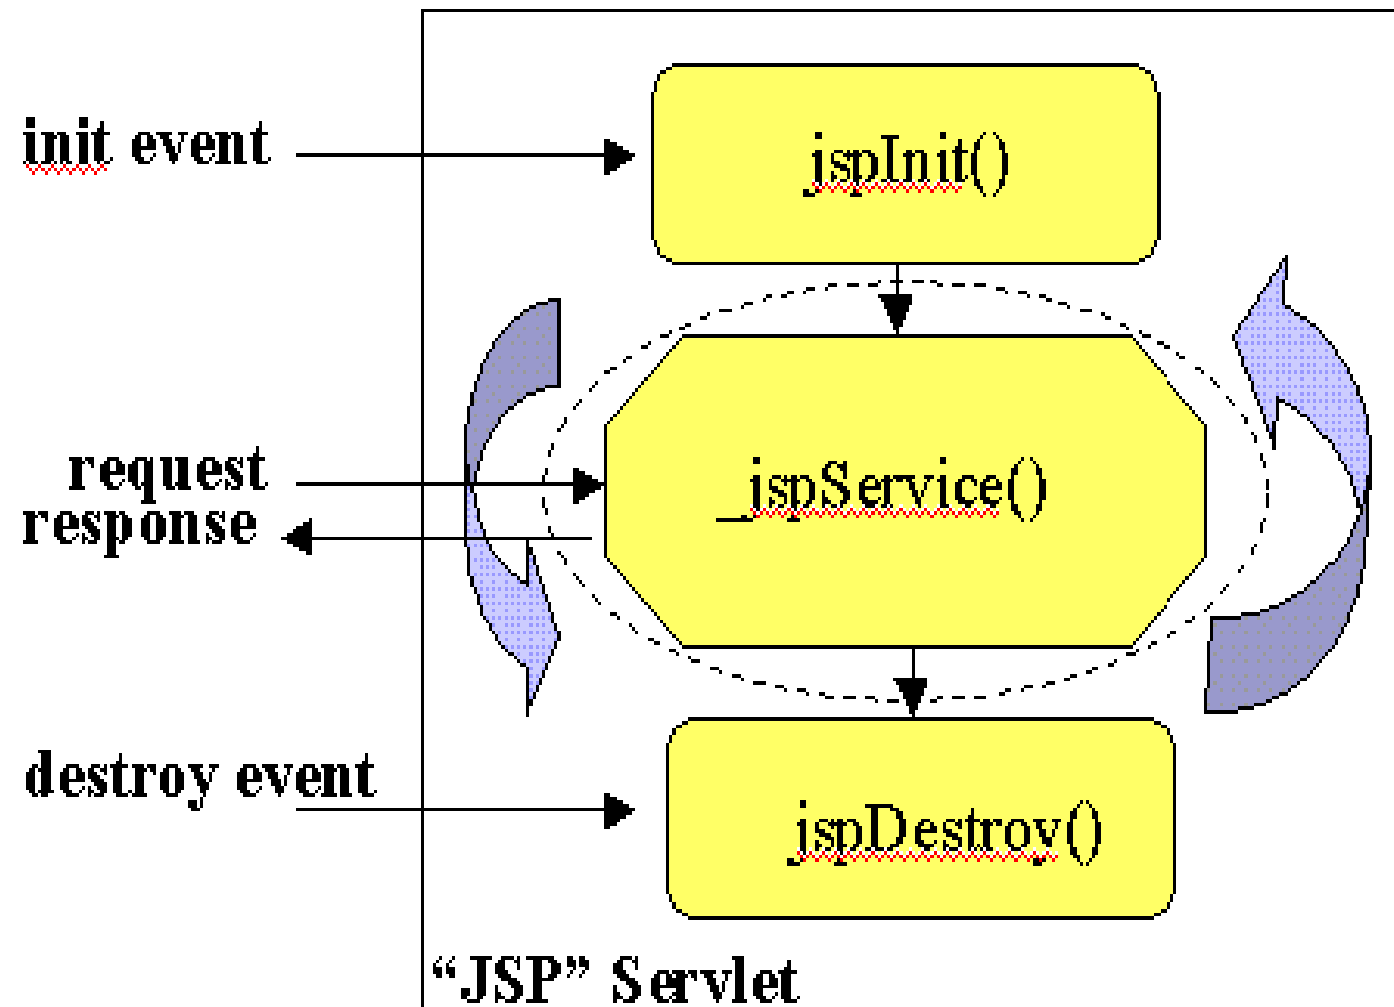 init event
jspInit()
request
_jspService()
response
destroy event
jspDestroy()
“JSP” Servlet